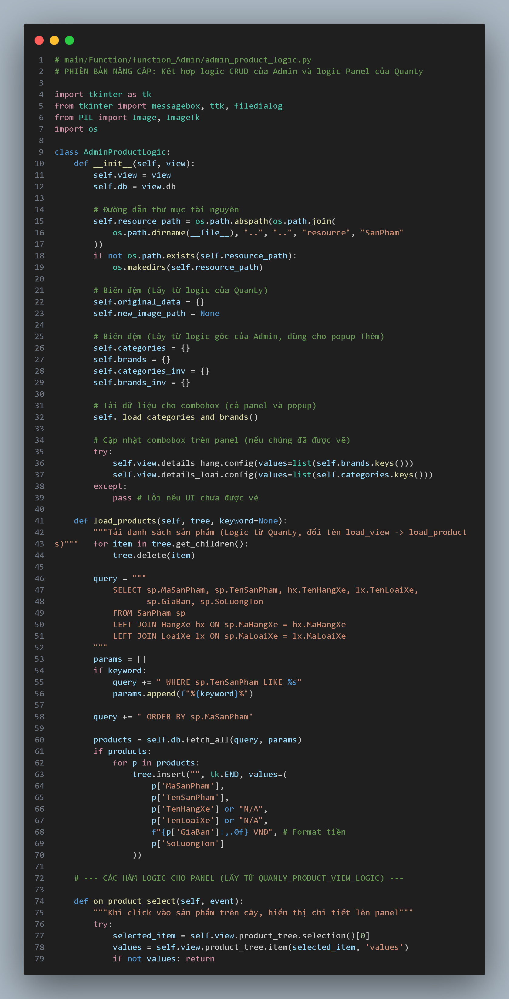 1 # main/Function/function_Admin/admin_product_logic.py
2 # PHIÊN BẢN NÂNG CẤP: Kết hợp logic CRUD của Admin và logic Panel của QuanLy
3
4 import tkinter as tk
5 from tkinter import messagebox, ttk, filedialog
6 from PIL import Image, ImageTk
7 import os
8
9 class AdminProductLogic:
10     def __init__(self, view):
11         self.view = view
12         self.db = view.db
13
14         # Đường dẫn thư mục tài nguyên
15         self.resource_path = os.path.abspath(os.path.join(
16             os.path.dirname(__file__), "..", "..", "resource", "SanPham"
17         ))
18         if not os.path.exists(self.resource_path):
19             os.makedirs(self.resource_path)
20
21         # Biến đệm (Lấy từ logic của QuanLy)
22         self.original_data = {}
23         self.new_image_path = None
24
25         # Biến đệm (Lấy từ logic gốc của Admin, dùng cho popup Thêm)
26         self.categories = {}
27         self.brands = {}
28         self.categories_inv = {}
29         self.brands_inv = {}
30
31         # Tải dữ liệu cho combobox (cả panel và popup)
32         self._load_categories_and_brands()
33
34         # Cập nhật combobox trên panel (nếu chúng đã được vẽ)
35         try:
36             self.view.details_hang.config(values=list(self.brands.keys()))
37             self.view.details_loai.config(values=list(self.categories.keys()))
38         except:
39             pass # Lỗi nếu UI chưa được vẽ
40
41     def load_products(self, tree, keyword=None):
42         """Tải danh sách sản phẩm (Logic từ QuanLy, đổi tên load_view -> load_product
43 s)"""   for item in tree.get_children():
44             tree.delete(item)
45
46         query = """
47             SELECT sp.MaSanPham, sp.TenSanPham, hx.TenHangXe, lx.TenLoaiXe,
48                    sp.GiaBan, sp.SoLuongTon
49             FROM SanPham sp
50             LEFT JOIN HangXe hx ON sp.MaHangXe = hx.MaHangXe
51             LEFT JOIN LoaiXe lx ON sp.MaLoaiXe = lx.MaLoaiXe
52         """
53         params = []
54         if keyword:
55             query += " WHERE sp.TenSanPham LIKE %s"
56             params.append(f"%{keyword}%")
57
58         query += " ORDER BY sp.MaSanPham"
59
60         products = self.db.fetch_all(query, params)
61         if products:
62             for p in products:
63                 tree.insert("", tk.END, values=(
64                     p['MaSanPham'],
65                     p['TenSanPham'],
66                     p['TenHangXe'] or "N/A",
67                     p['TenLoaiXe'] or "N/A",
68                     f"{p['GiaBan']:,.0f} VNĐ", # Format tiền
69                     p['SoLuongTon']
70                 ))
71
72     # --- CÁC HÀM LOGIC CHO PANEL (LẤY TỪ QUANLY_PRODUCT_VIEW_LOGIC) ---
73
74     def on_product_select(self, event):
75         """Khi click vào sản phẩm trên cây, hiển thị chi tiết lên panel"""
76         try:
77             selected_item = self.view.product_tree.selection()[0]
78             values = self.view.product_tree.item(selected_item, 'values')
79             if not values: return